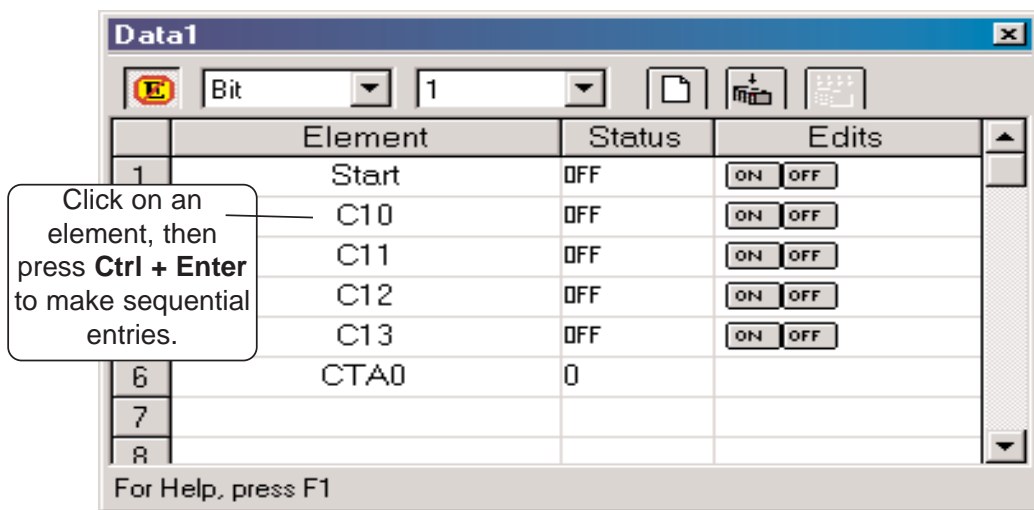 Data1
E Bit 1
Element Status Edits
1 Start OFF ON OFF
C10 OFF ON OFF
C11 OFF ON OFF
C12 OFF ON OFF
C13 OFF ON OFF
6 CTA0 0
7
8
Click on an
element, then
press Ctrl + Enter
to make sequential
entries.
For Help, press F1